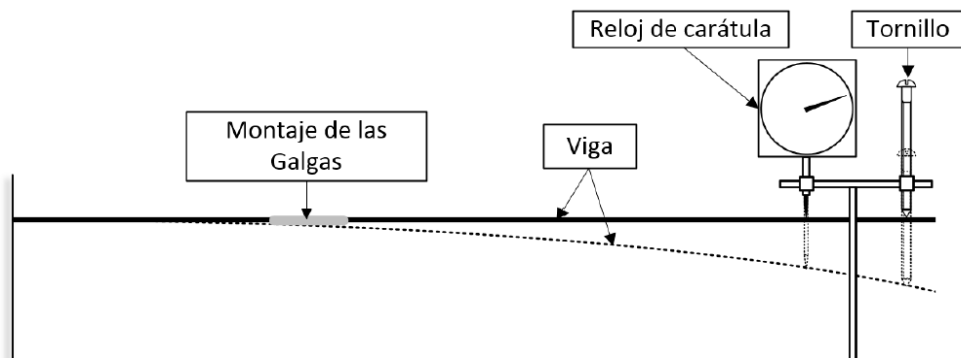 Reloj de carátula
Tornillo
Montaje de las
Galgas
Viga